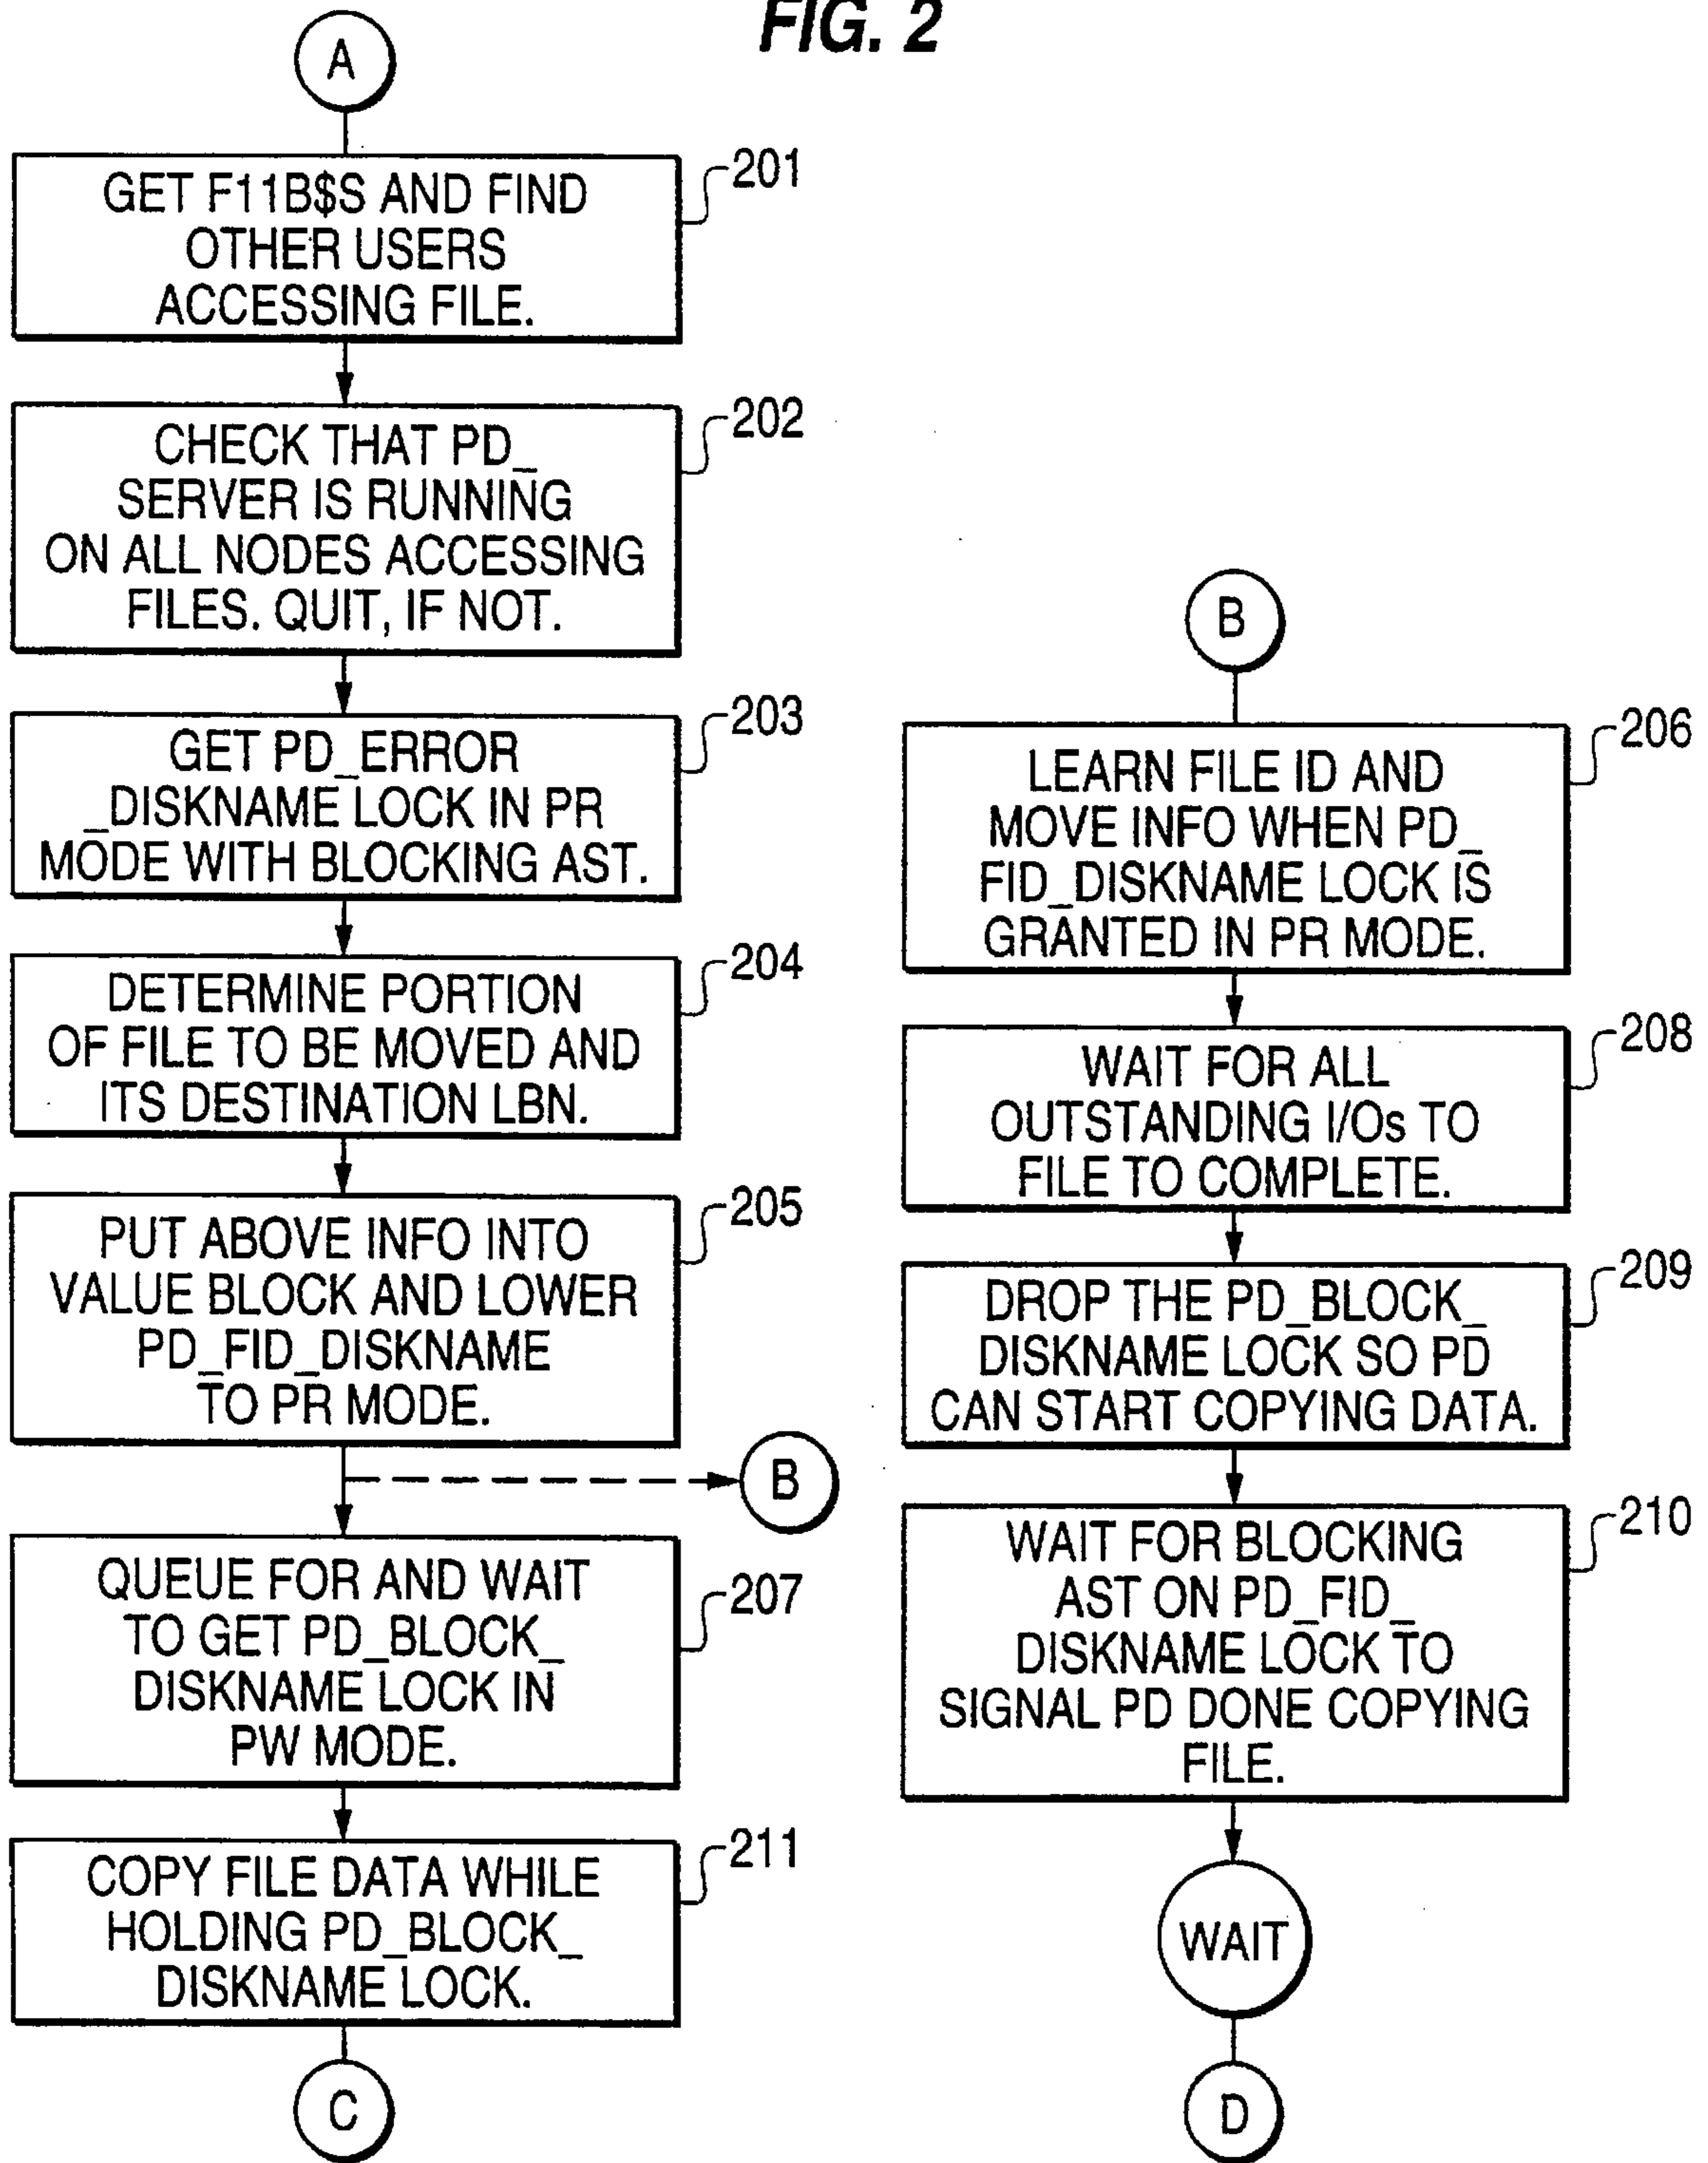 FIG. 2
A
GET F11B$S AND FIND
OTHER USERS
ACCESSING FILE.
201
CHECK THAT PD_
SERVER IS RUNNING
ON ALL NODES ACCESSING
FILES. QUIT, IF NOT.
202
GET PD_ERROR
_DISKNAME LOCK IN PR
MODE WITH BLOCKING AST.
203
DETERMINE PORTION
OF FILE TO BE MOVED AND
ITS DESTINATION LBN.
204
PUT ABOVE INFO INTO
VALUE BLOCK AND LOWER
PD_FID_DISKNAME
TO PR MODE.
205
B
QUEUE FOR AND WAIT
TO GET PD_BLOCK_
DISKNAME LOCK IN
PW MODE.
207
COPY FILE DATA WHILE
HOLDING PD_BLOCK_
DISKNAME LOCK.
211
C
B
LEARN FILE ID AND
MOVE INFO WHEN PD_
FID_DISKNAME LOCK IS
GRANTED IN PR MODE.
206
WAIT FOR ALL
OUTSTANDING I/Os TO
FILE TO COMPLETE.
208
DROP THE PD_BLOCK_
DISKNAME LOCK SO PD
CAN START COPYING DATA.
209
WAIT FOR BLOCKING
AST ON PD_FID_
DISKNAME LOCK TO
SIGNAL PD DONE COPYING
FILE.
210
WAIT
D